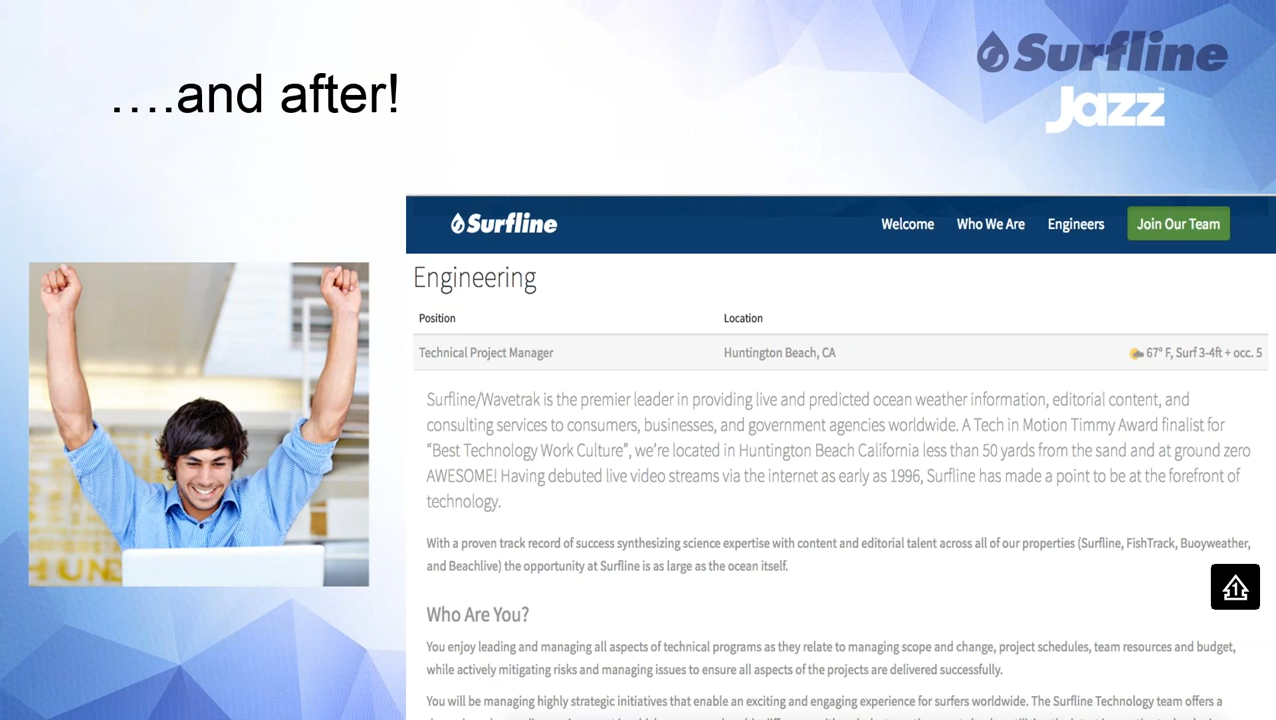 Surfline
Jazz
….and after!
Surfline
Welcome Who We Are Engineers Join Our Team
Engineering
Position Location
Technical Project Manager Huntington Beach, CA 67° F, Surf 3-4ft + occ. 5
Surfline/Wavetrak is the premier leader in providing live and predicted ocean weather information, editorial content, and
consulting services to consumers, businesses, and government agencies worldwide. A Tech in Motion Timmy Award finalist for
“Best Technology Work Culture”, we’re located in Huntington Beach California less than 50 yards from the sand and at ground zero
AWESOME! Having debuted live video streams via the internet as early as 1996, Surfline has made a point to be at the forefront of
technology.
With a proven track record of success synthesizing science expertise with content and editorial talent across all of our properties (Surfline, FishTrack, Buoyweather,
and Beachlive) the opportunity at Surfline is as large as the ocean itself.
1
Who Are You?
You enjoy leading and managing all aspects of technical programs as they relate to managing scope and change, project schedules, team resources and budget,
while actively mitigating risks and managing issues to ensure all aspects of the projects are delivered successfully.
You will be managing highly strategic initiatives that enable an exciting and engaging experience for surfers worldwide. The Surfline Technology team offers a